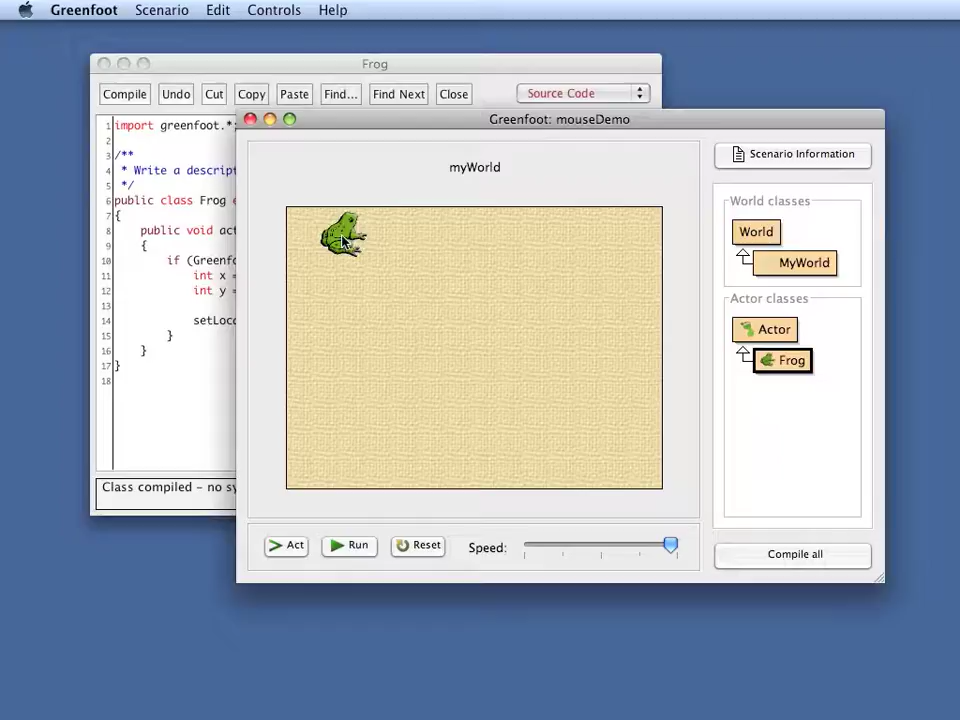 Greenfoot Scenario Edit Controls Help
Frog
Compile Undo Cut Copy Paste Find... Find Next Close Source Code
1 import greenfoot.*;
2
3 /**
4 * Write a descript
5 */
6 public class Frog e
7 {
8 public void act
9 {
10 if (Greenfo
11 int x =
12 int y =
13
14 setLoca
15 }
16 }
17 }
18
Class compiled - no sy
Greenfoot: mouseDemo
myWorld
Act Run Reset Speed:
Scenario Information
World classes
World
MyWorld
Actor classes
Actor
Frog
Compile all